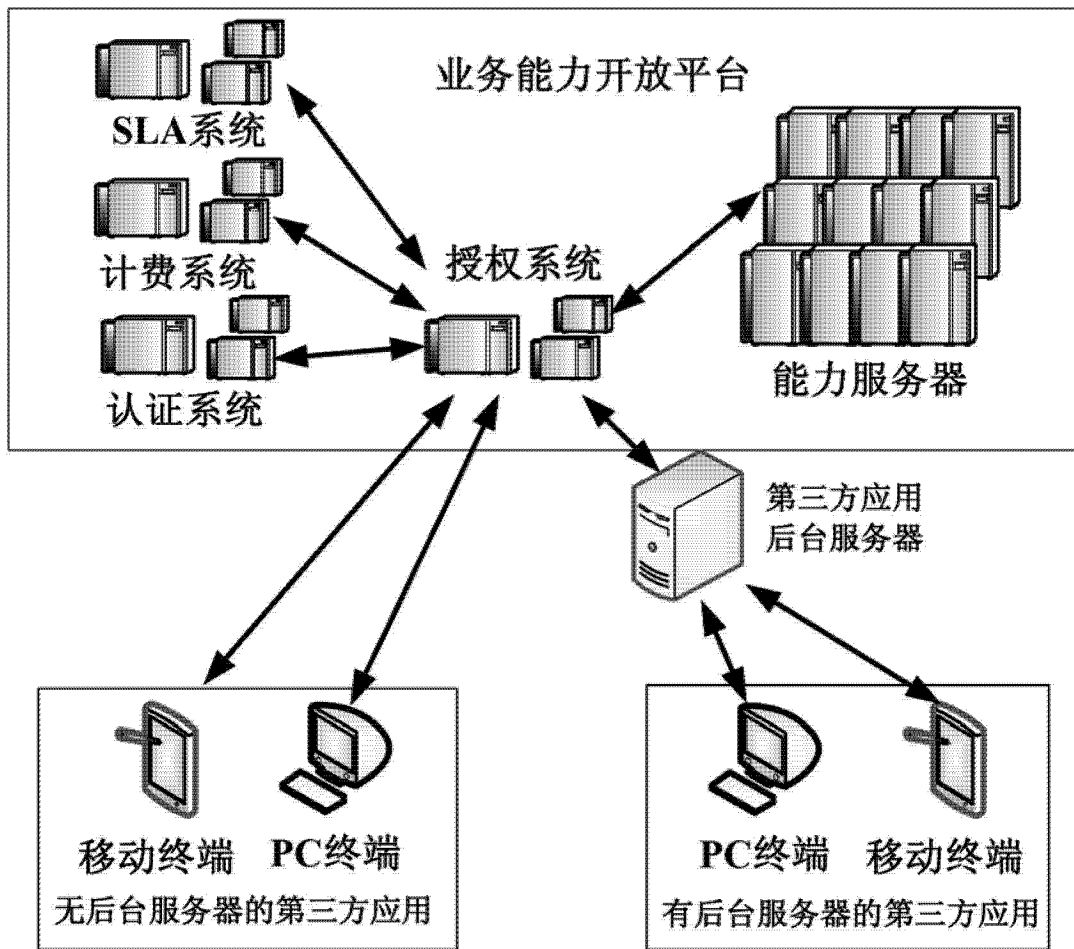 业务能力开放平台
SLA系统
计费系统
授权系统
认证系统
能力服务器
第三方应用
后台服务器
移动终端
PC终端
无后台服务器的第三方应用
PC终端
移动终端
有后台服务器的第三方应用